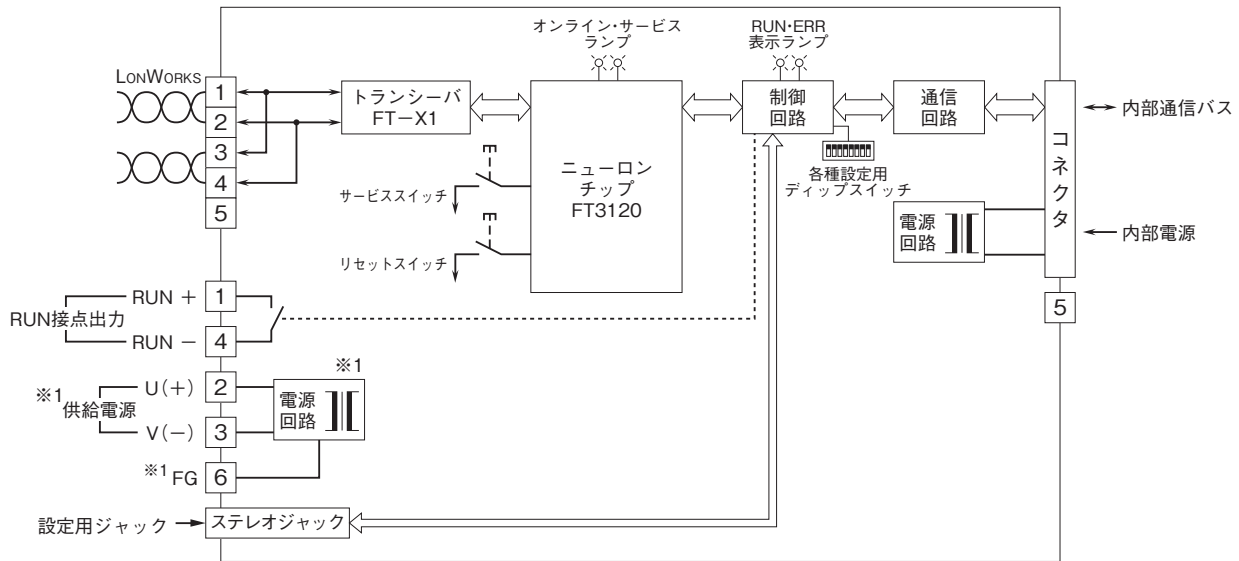 オンライン・サービス
ランプ
RUN・ERR
表示ランプ
LONWORKS
1
2
3
4
5
トランシーバ
FT－X1
ニューロン
チップ
FT3120
制御
回路
通信
回路
コネクタ
内部通信バス
各種設定用
ディップスイッチ
サービススイッチ
リセットスイッチ
電源
回路
内部電源
5
RUN接点出力
RUN ＋
1
RUN －
4
※1
供給電源
U（＋）
2
V（－）
3
※1
電源
回路
※1 FG
6
設定用ジャック
ステレオジャック